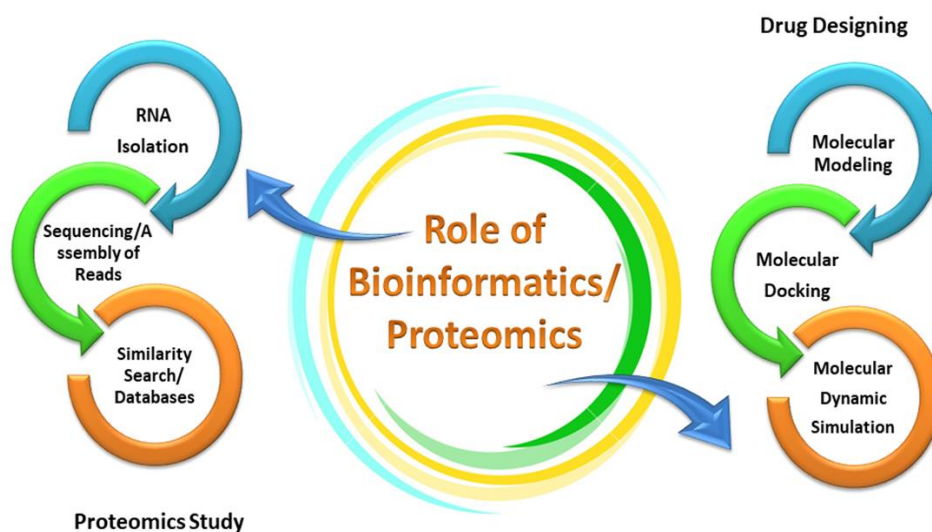 RNA
Isolation
Sequencing/A
ssembly of
Reads
Similarity
Search/
Databases
Proteomics Study
Role of
Bioinformatics/
Proteomics
Drug Designing
Molecular
Modeling
Molecular
Docking
Molecular
Dynamic
Simulation